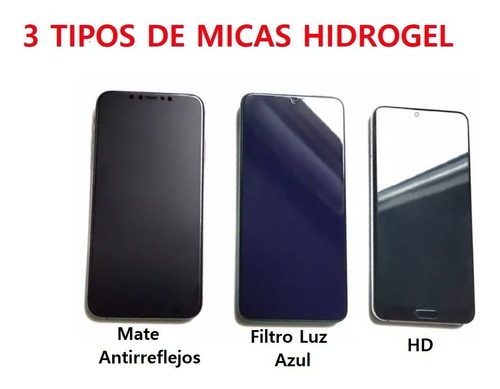 3 TIPOS DE MICAS HIDROGEL
Mate
Antirreflejos
Filtro Luz
Azul
HD